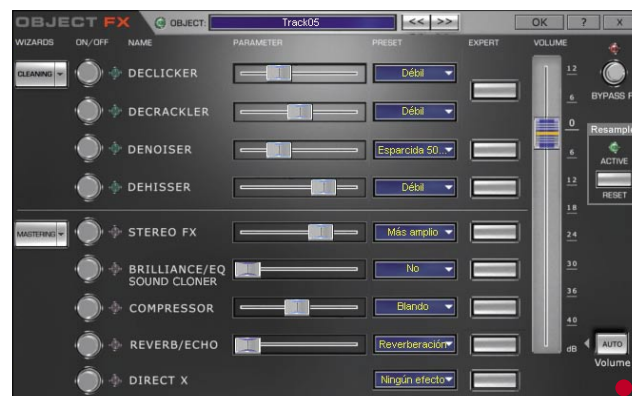 OBJECT FX OBJECT: Track05 << >> OK ? X
WIZARDS ON/OFF NAME PARAMETER PRESET EXPERT VOLUME
CLEANING DECLICKER Débil 12
6 BYPASS F
DECRACKLER Débil 0
Resample
DENOISER Esparcida 50... 6
ACTIVE
DEHISSER Débil 12
RESET
18
MASTERING STEREO FX Más amplio 24
BRILLIANCE/EQ No 30
SOUND CLONER
36
COMPRESSOR Blando
40
REVERB/ECHO Reverberación dB AUTO
Volume
DIRECT X Ningún efecto